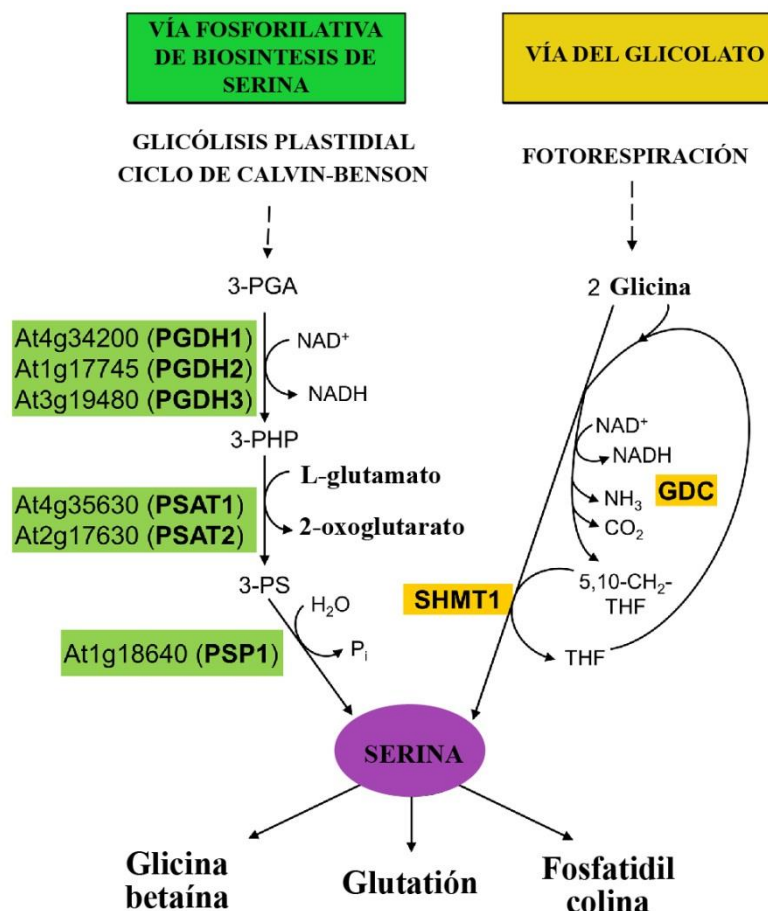 VÍA FOSFORILATIVA
DE BIOSINTESIS DE
SERINA
VÍA DEL GLICOLATO
GLICÓLISIS PLASTIDIAL
CICLO DE CALVIN-BENSON
FOTORESPIRACIÓN
3-PGA
2 Glicina
At4g34200 (PGDH1)
At1g17745 (PGDH2)
At3g19480 (PGDH3)
NAD⁺
NADH
3-PHP
NAD⁺
NADH
NH₃
CO₂
GDC
At4g35630 (PSAT1)
At2g17630 (PSAT2)
L-glutamato
2-oxoglutarato
3-PS
5,10-CH₂-
THF
SHMT1
H₂O
Pᵢ
At1g18640 (PSP1)
THF
SERINA
Glicina
betaína
Glutatión
Fosfatidil
colina